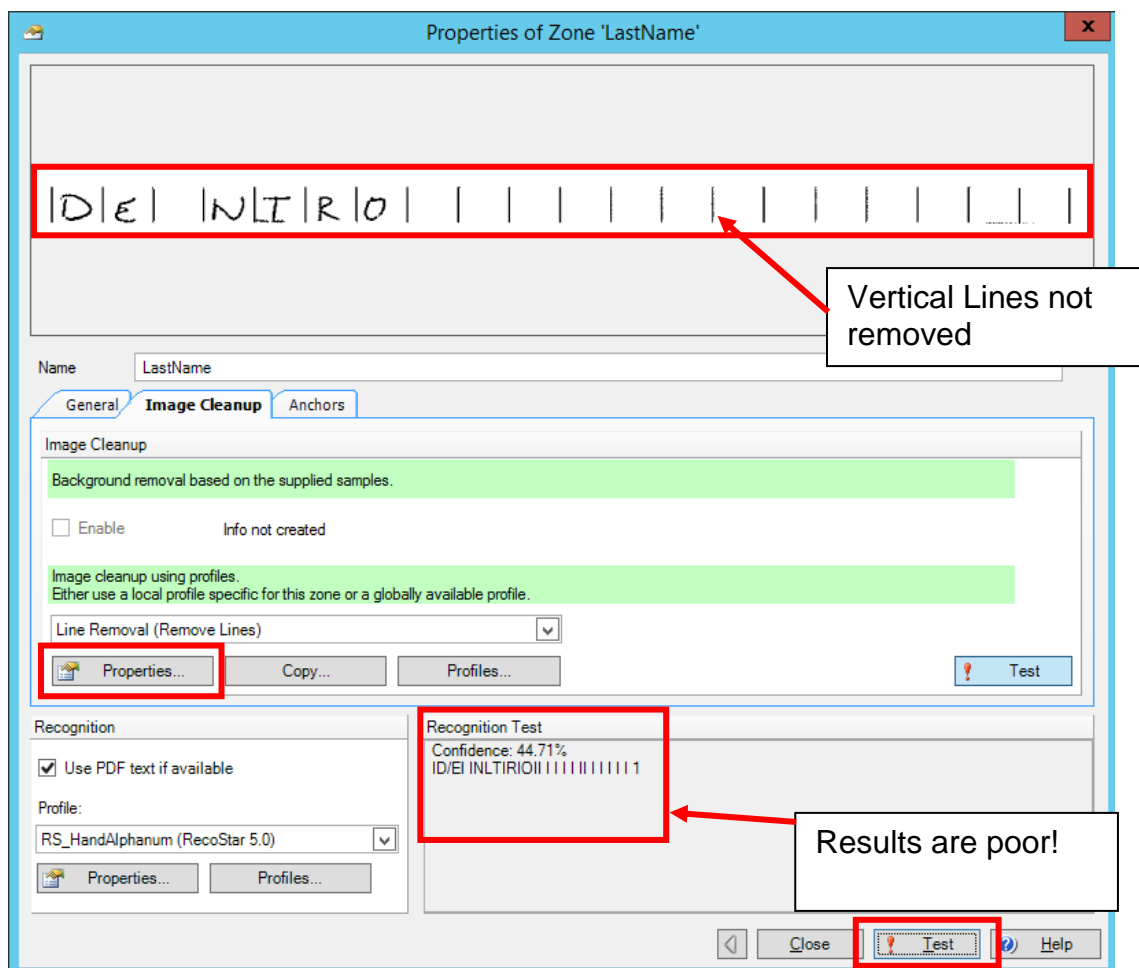 Properties of Zone 'LastName'
x
|D|E| |N|I|R|O| | | | | | | | | | | | |
Vertical Lines not
removed
Name LastName
General Image Cleanup Anchors
Image Cleanup
Background removal based on the supplied samples.
Enable Info not created
Image cleanup using profiles.
Either use a local profile specific for this zone or a globally available profile.
Line Removal (Remove Lines)
Properties... Copy... Profiles... Test
Recognition
Use PDF text if available
Profile:
RS_HandAlphanum (RecoStar 5.0)
Properties... Profiles...
Recognition Test
Confidence: 44.71%
ID/EI INLTIRIOII I I I I II I I I I I 1
Results are poor!
Close Test Help